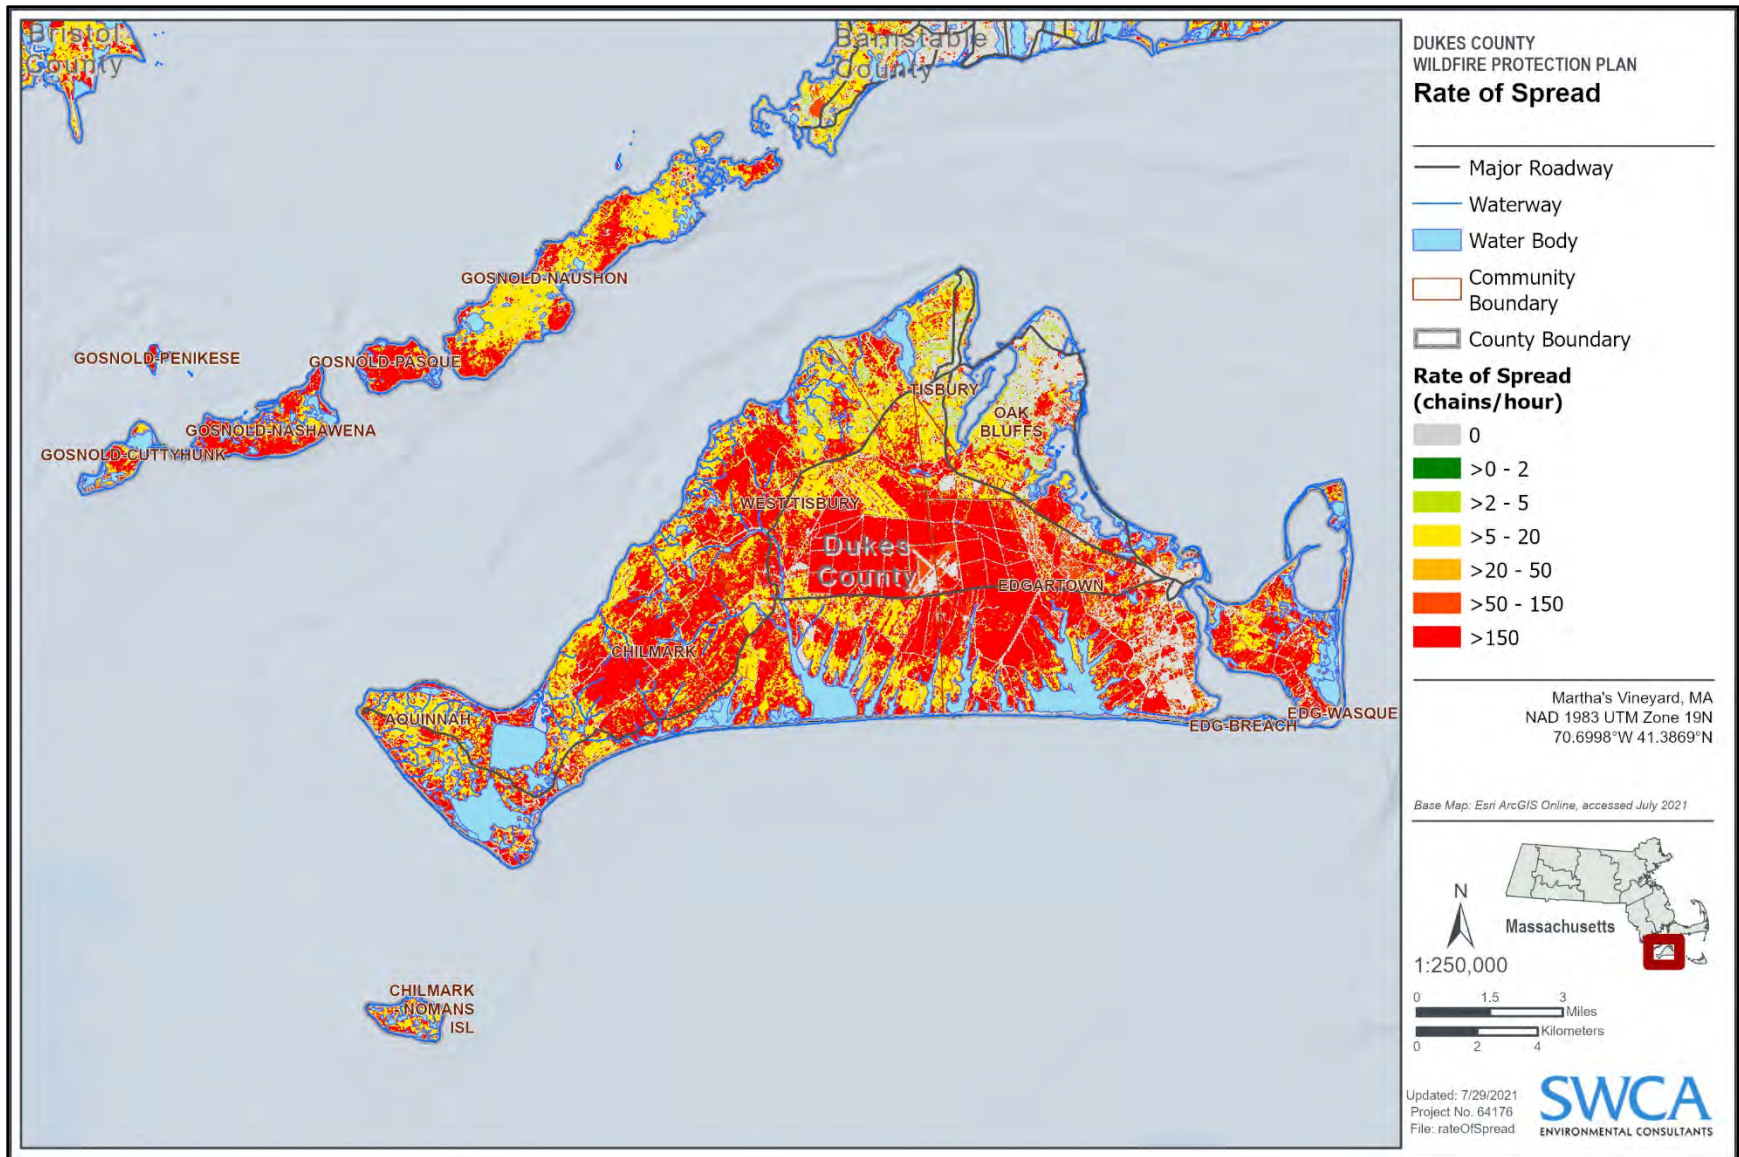 Bristol
County
Barnstable
County
GOSNOLD-NAUSHON
GOSNOLD-PENIKESE
GOSNOLD-PASQUE
GOSNOLD-NASHAWENA
GOSNOLD-CUTTYHUNK
TISBURY
OAK
BLUFFS
WEST TISBURY
Dukes
County
EDGARTOWN
CHILMARK
AQUINNAH
EDG-BREACH
EDG-WASQUE
CHILMARK
NOMANS
ISL
DUKES COUNTY
WILDFIRE PROTECTION PLAN
Rate of Spread
Major Roadway
Waterway
Water Body
Community
Boundary
County Boundary
Rate of Spread
(chains/hour)
0
>0 - 2
>2 - 5
>5 - 20
>20 - 50
>50 - 150
>150
Martha's Vineyard, MA
NAD 1983 UTM Zone 19N
70.6998°W 41.3869°N
Base Map: Esri ArcGIS Online, accessed July 2021
N
Massachusetts
1:250,000
0 1.5 3
Miles
Kilometers
0 2 4
Updated: 7/29/2021
Project No. 64176
File: rateOfSpread
SWCA
ENVIRONMENTAL CONSULTANTS